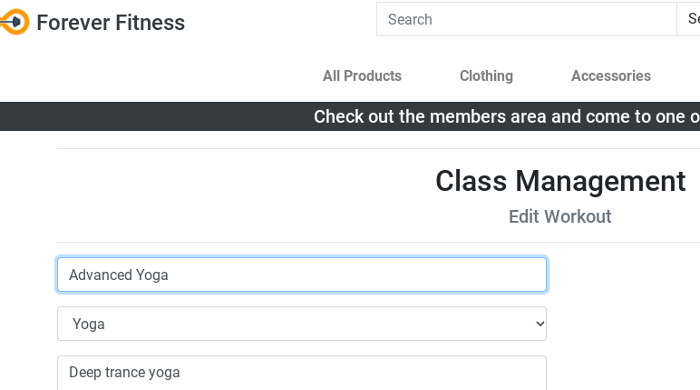 Forever Fitness
Search
Se
All Products Clothing Accessories
Check out the members area and come to one o
Class Management
Edit Workout
Advanced Yoga
Yoga
Deep trance yoga